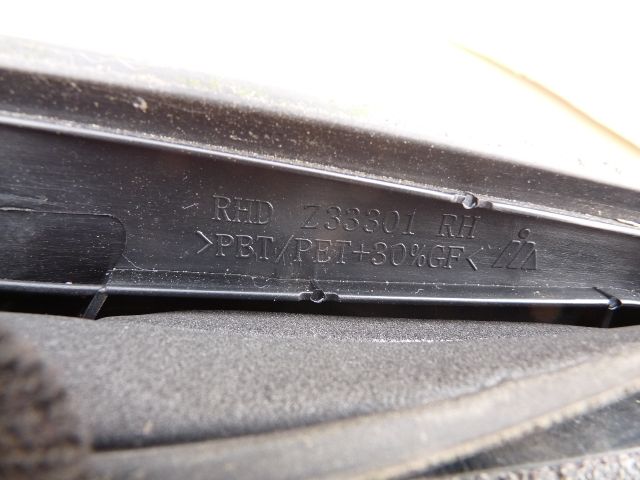 RHD Z33301 RH
>PBT/PET+30%GF<